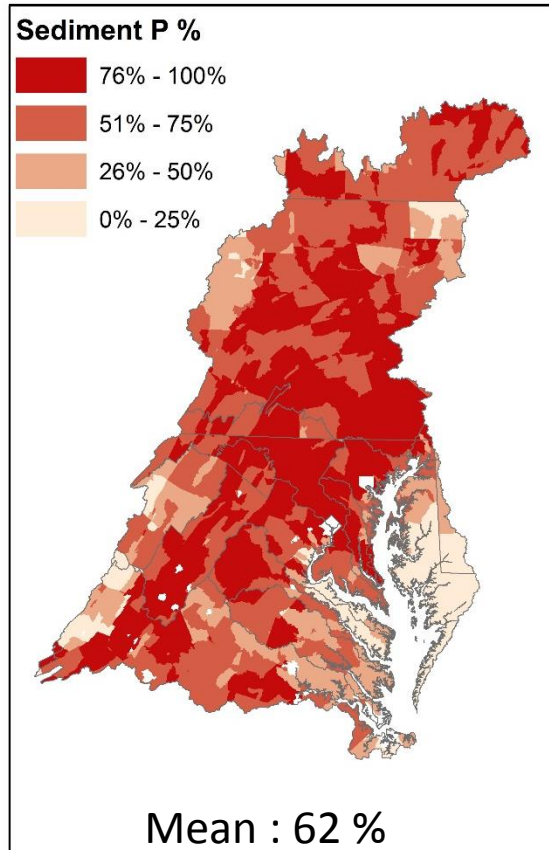 Sediment P %
76% - 100%
51% - 75%
26% - 50%
0% - 25%
Mean : 62 %